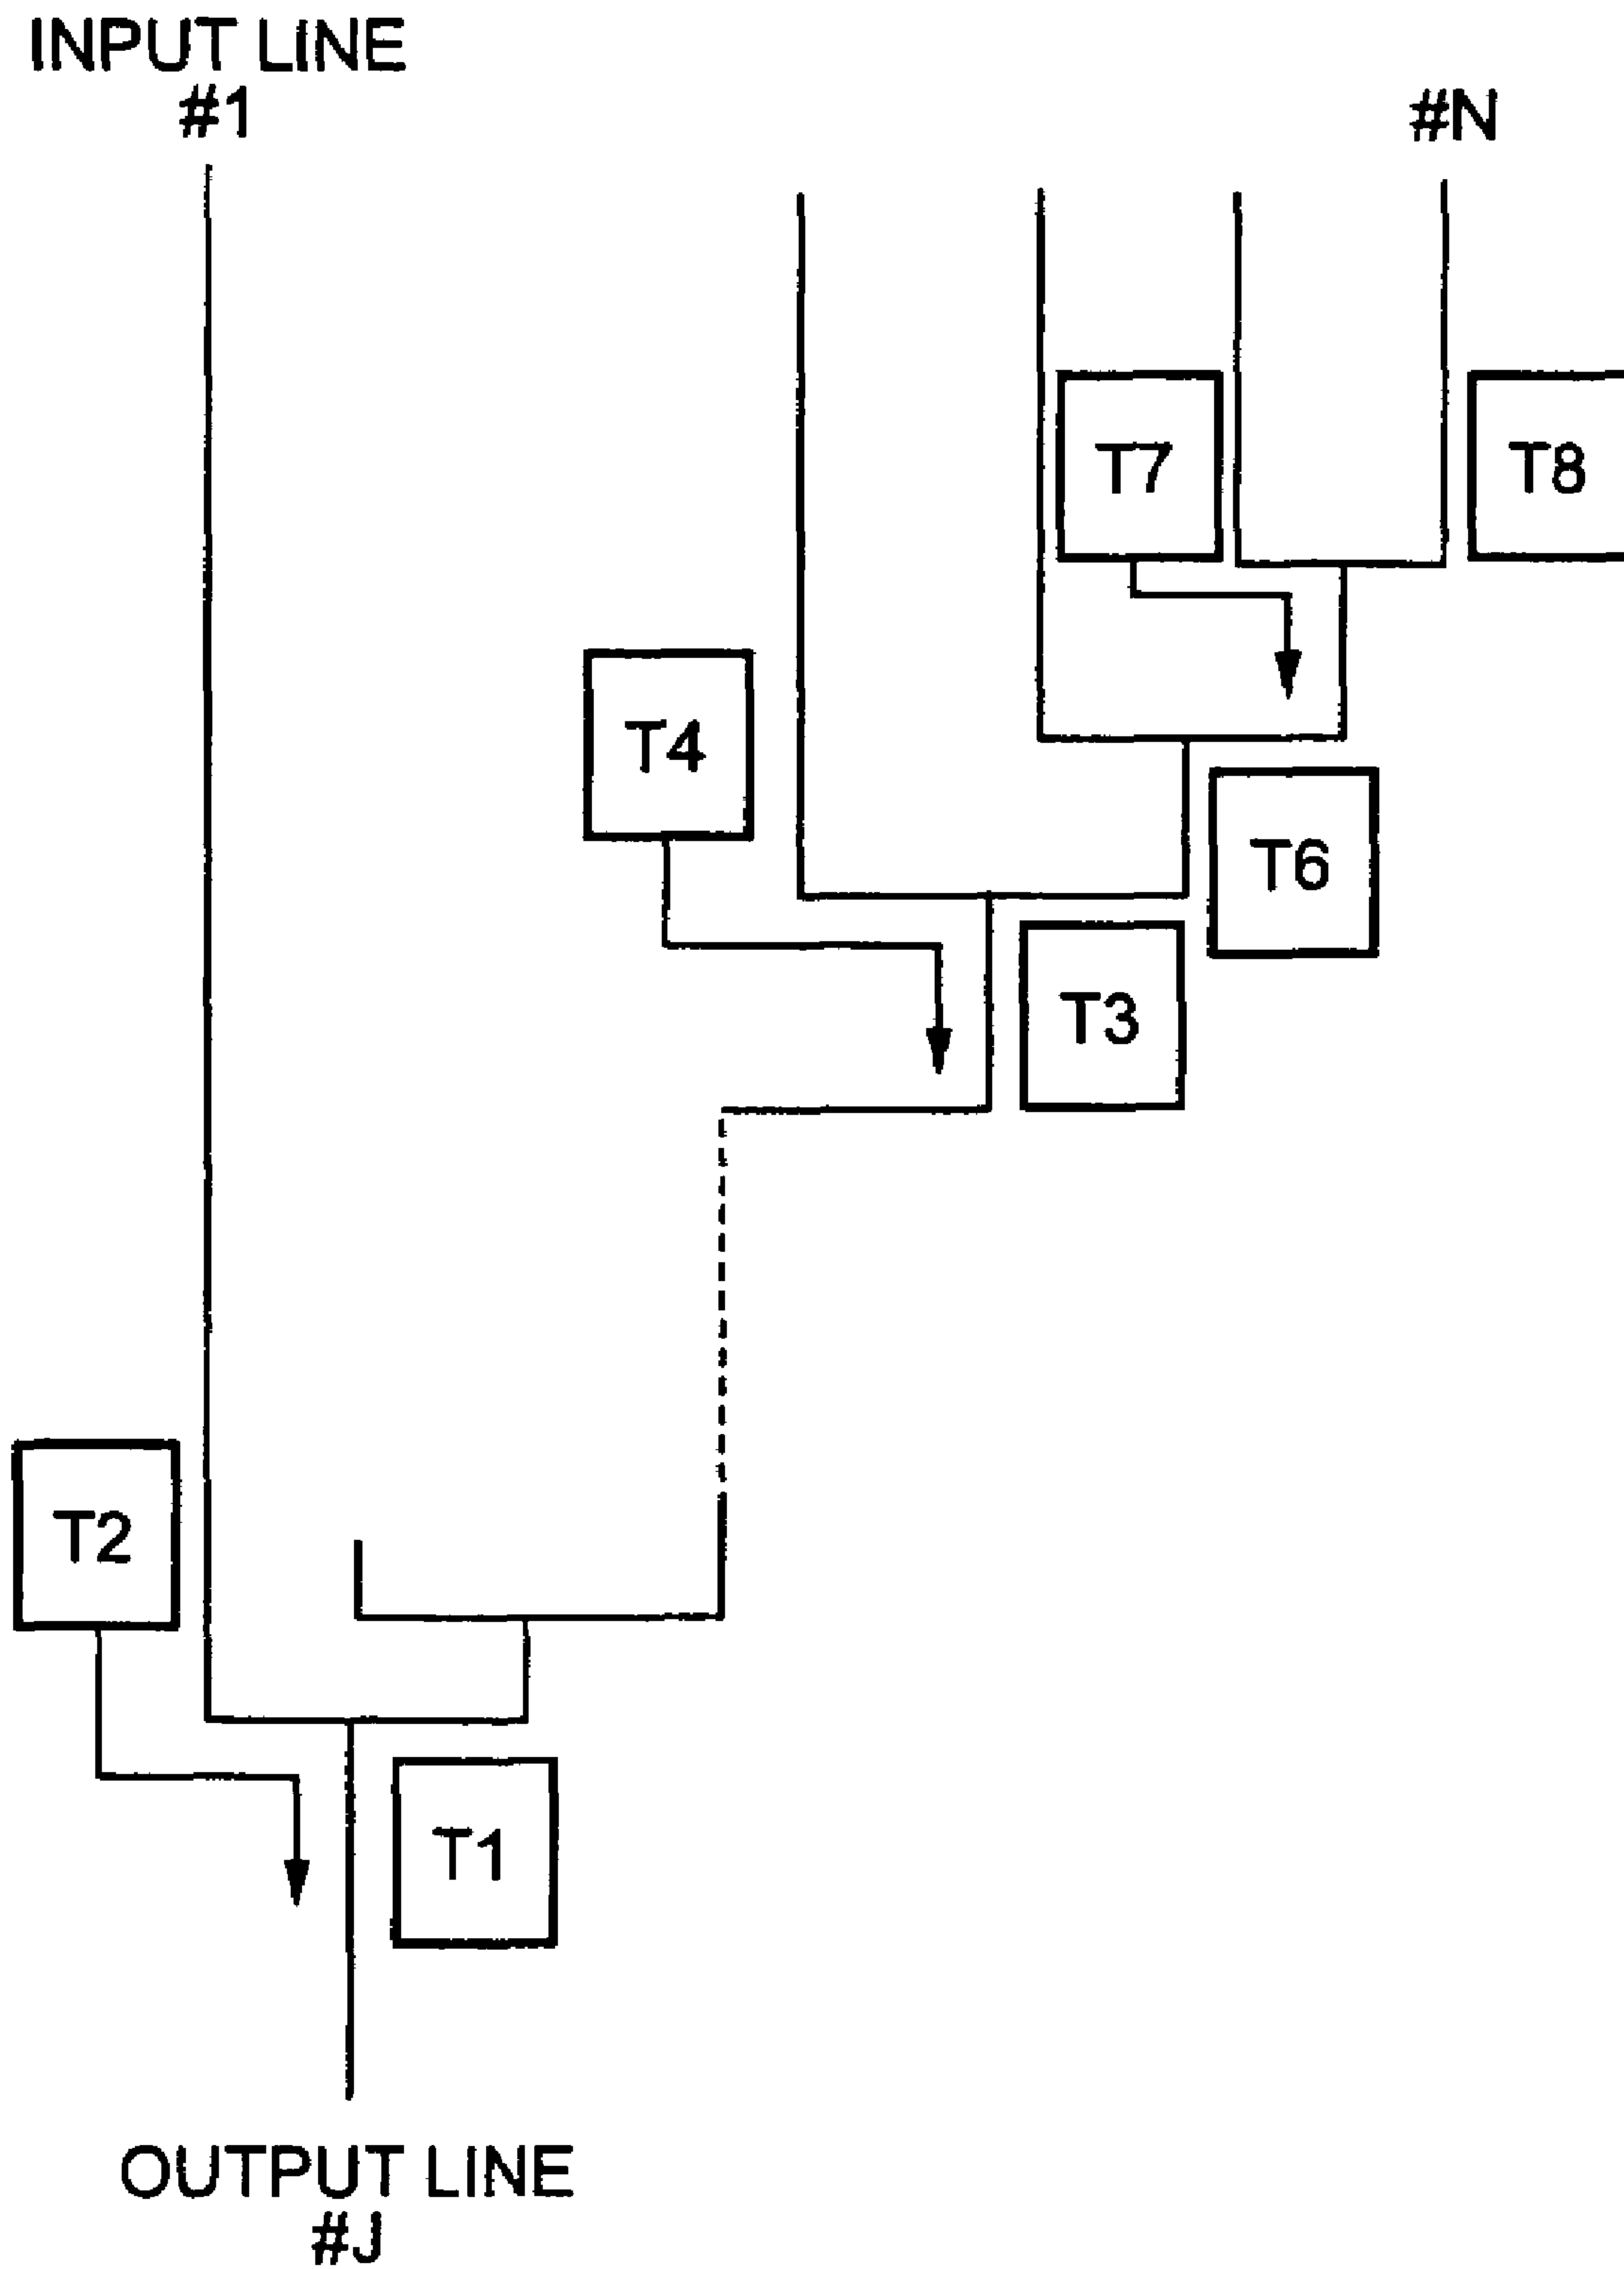 INPUT LINE
#1
#N
T7
T8
T4
T6
T3
T2
T1
OUTPUT LINE
#J